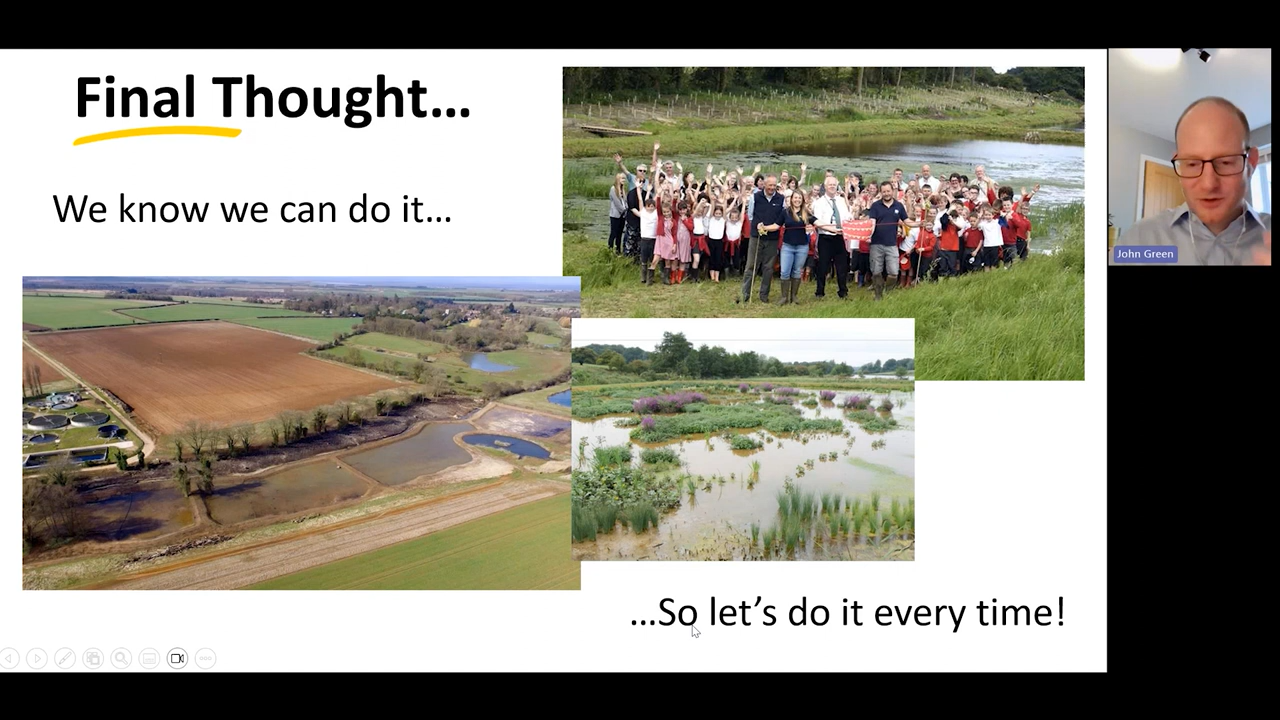 Final Thought...
We know we can do it...
John Green
...So let's do it every time!